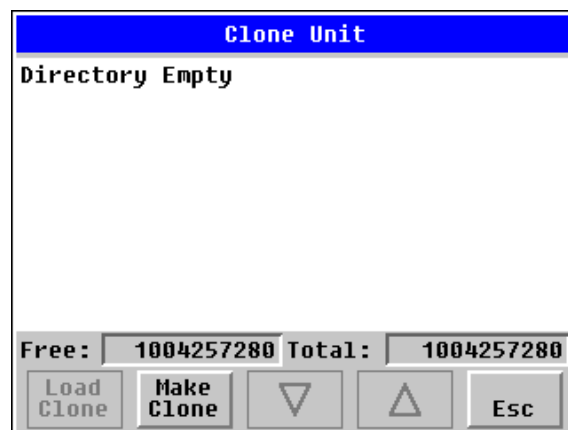 Clone Unit
Directory Empty
Free: 1004257280 Total: 1004257280
Load Clone
Make Clone
Esc